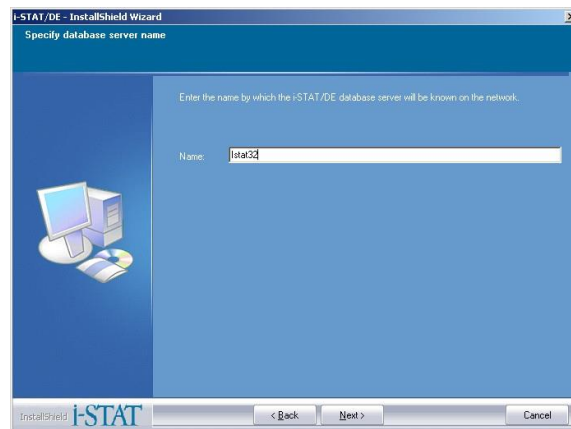 i-STAT/DE - InstallShield Wizard
Specify database server name
Enter the name by which the i-STAT/DE database server will be known on the network.
Name: Istat32
InstallShield i-STAT < Back Next > Cancel